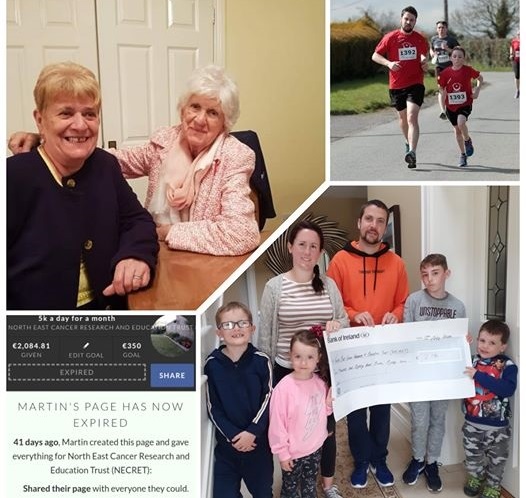 1392
1393
UNSTOPPABLE
Bank of Ireland
5k a day for a month
NORTH EAST CANCER RESEARCH AND EDUCATION TRUST
€2,084.81 €350
GIVEN EDIT GOAL GOAL
EXPIRED SHARE
MARTIN'S PAGE HAS NOW
EXPIRED
41 days ago, Martin created this page and gave
everything for North East Cancer Research and
Education Trust (NECRET):
Shared their page with everyone they could.